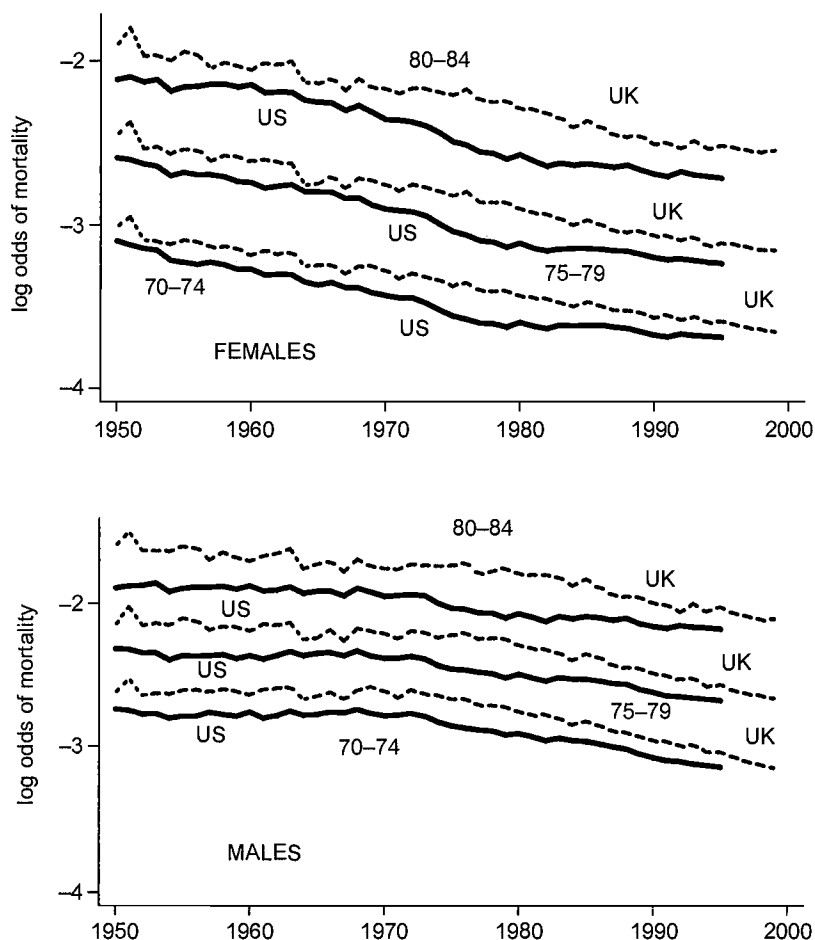 80–84
–2
UK
US
log odds of mortality
UK
–3
US
75–79
70–74
UK
US
FEMALES
–4
1950 1960 1970 1980 1990 2000
80–84
UK
–2
US
log odds of mortality
UK
US
75–79
UK
US
70–74
–3
MALES
–4
1950 1960 1970 1980 1990 2000